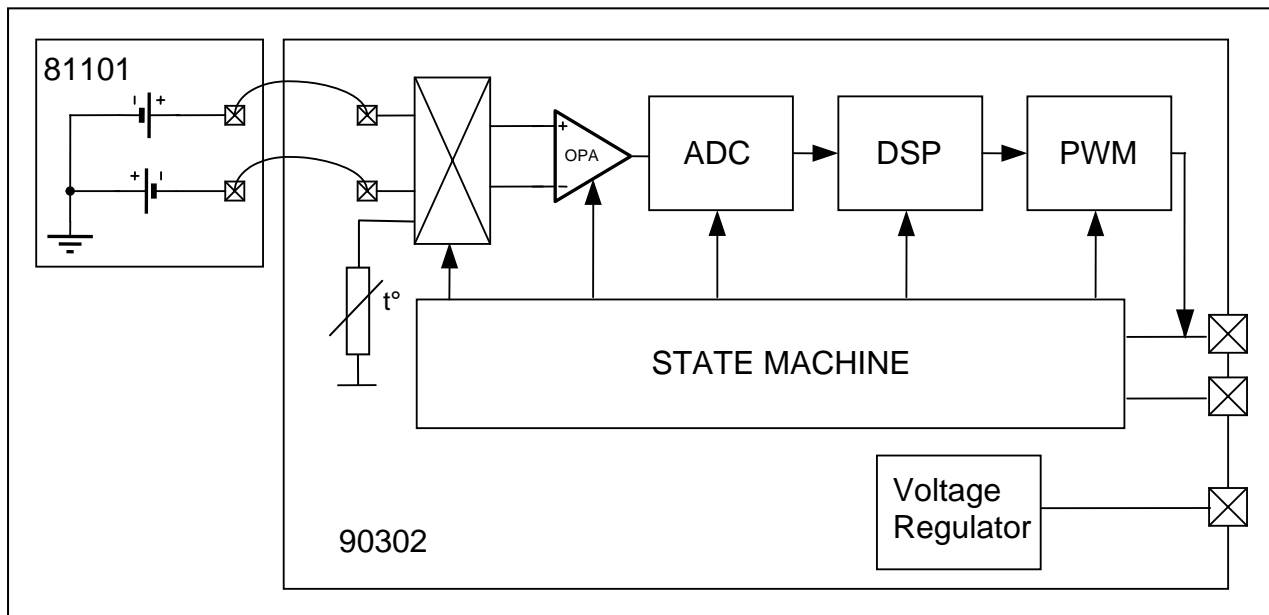 81101
- +
+ -
+
OPA
−
ADC
DSP
PWM
t°
STATE MACHINE
Voltage
Regulator
90302